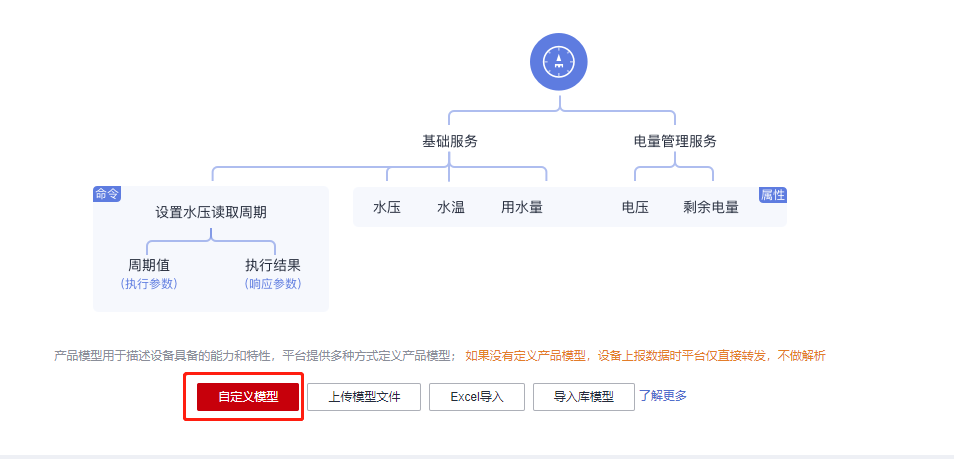 基础服务
电量管理服务
命令
设置水压读取周期
周期值
(执行参数)
执行结果
(响应参数)
水压
水温
用水量
电压
剩余电量
属性
产品模型用于描述设备具备的能力和特性，平台提供多种方式定义产品模型；如果没有定义产品模型，设备上报数据时平台仅直接转发，不做解析
自定义模型
上传模型文件
Excel导入
导入库模型
了解更多